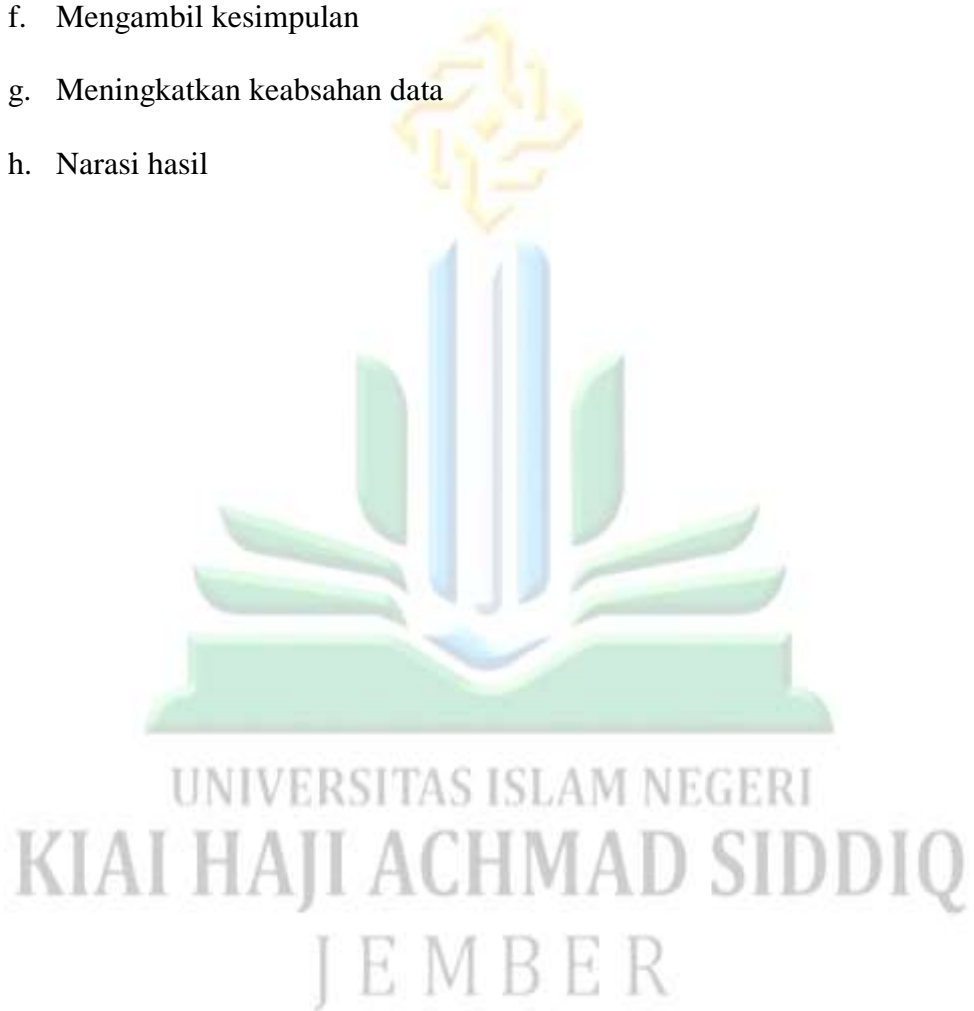 f. Mengambil kesimpulan
g. Meningkatkan keabsahan data
h. Narasi hasil
UNIVERSITAS ISLAM NEGERI
KIAI HAJI ACHMAD SIDDIQ
JEMBER